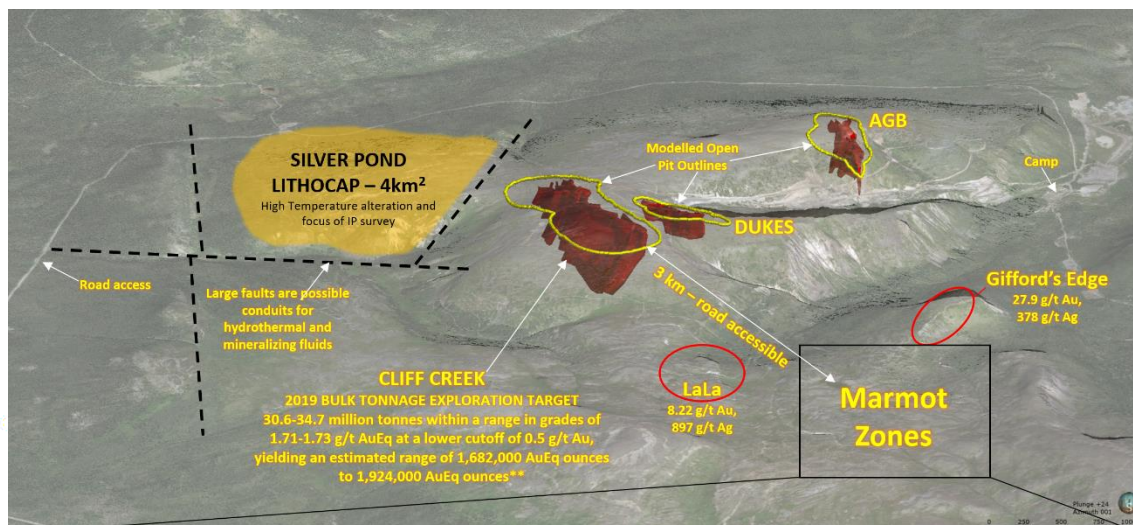 SILVER POND
LITHOCAP – 4km²
High Temperature alteration and
focus of IP survey
Modelled Open
Pit Outlines
AGB
Camp
DUKES
Road access
Large faults are possible
conduits for
hydrothermal and
mineralizing fluids
3 km – road accessible
Gifford's Edge
27.9 g/t Au,
378 g/t Ag
CLIFF CREEK
2019 BULK TONNAGE EXPLORATION TARGET
30.6-34.7 million tonnes within a range in grades of
1.71-1.73 g/t AuEq at a lower cutoff of 0.5 g/t Au,
yielding an estimated range of 1,682,000 AuEq ounces
to 1,924,000 AuEq ounces**
LaLa
8.22 g/t Au,
897 g/t Ag
Marmot
Zones
Plunge +24
Azimuth 001
0 250 500 750